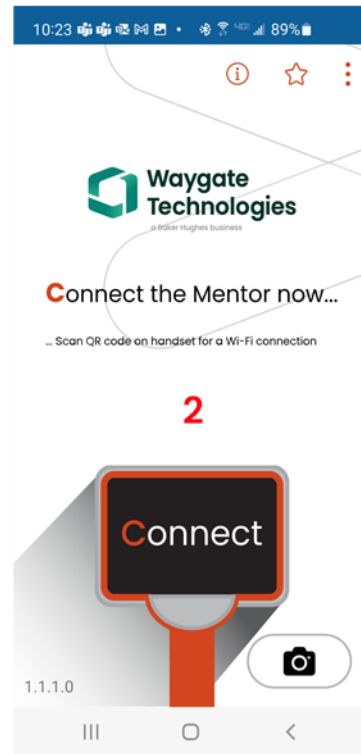 10:23 4G 89%
Waygate
Technologies
a Baker Hughes business
Connect the Mentor now...
... Scan QR code on handset for a Wi-Fi connection
2
Connect
1.1.1.0